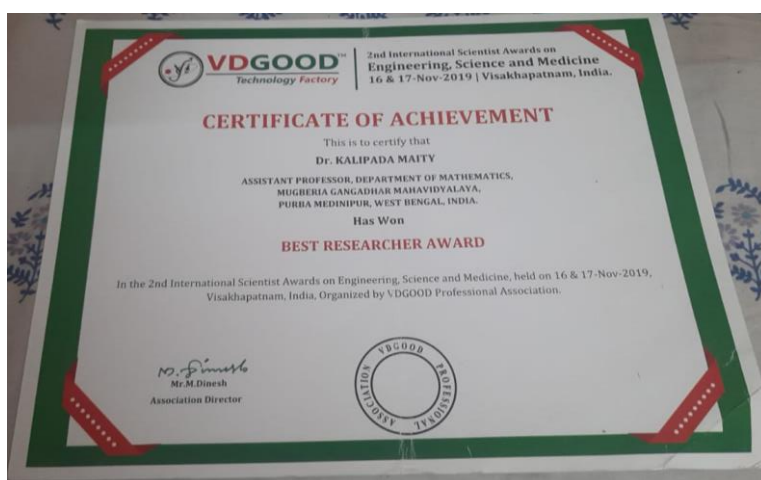 VDGOOD™
Technology Factory
2nd International Scientist Awards on
Engineering, Science and Medicine
16 & 17-Nov-2019 | Visakhapatnam, India.
CERTIFICATE OF ACHIEVEMENT
This is to certify that
Dr. KALIPADA MAITY
ASSISTANT PROFESSOR, DEPARTMENT OF MATHEMATICS,
MUGBERIA GANGADHAR MAHAVIDYALAYA,
PURBA MEDINIPUR, WEST BENGAL, INDIA.
Has Won
BEST RESEARCHER AWARD
In the 2nd International Scientist Awards on Engineering, Science and Medicine, held on 16 & 17-Nov-2019,
Visakhapatnam, India, Organized by VDGOOD Professional Association.
M. Dinesh
Mr.M.Dinesh
Association Director
VDGOOD PROFESSIONAL ASSOCIATION